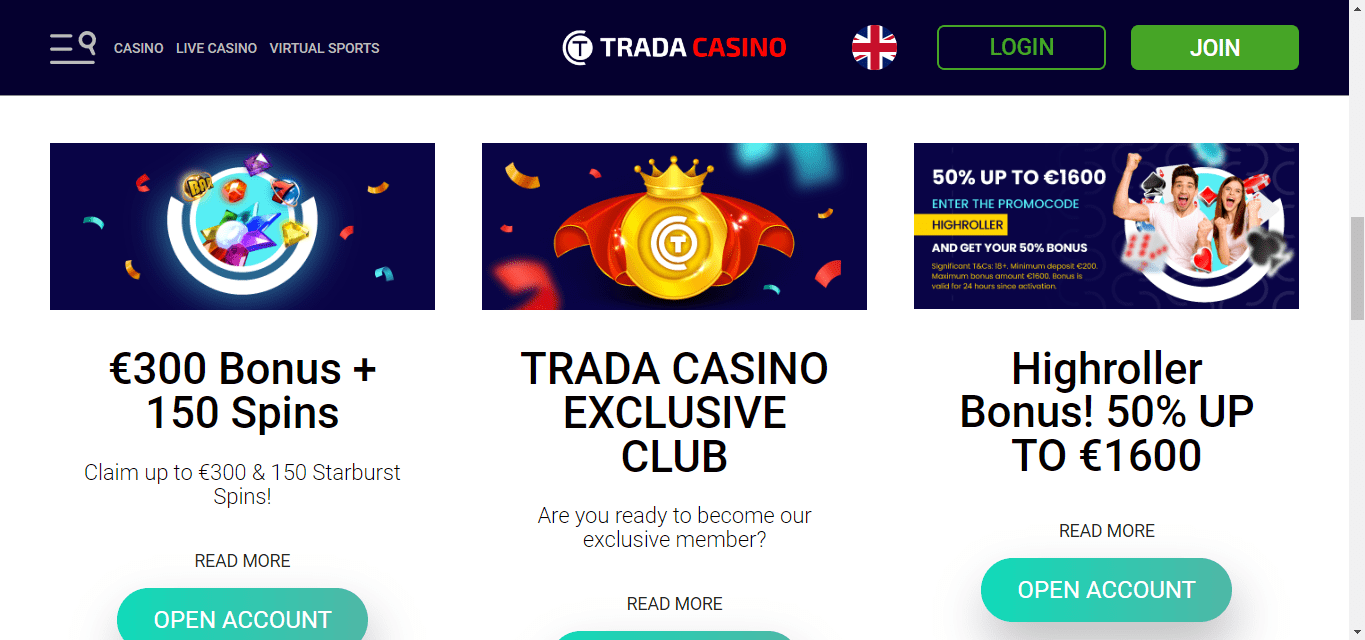 CASINO LIVE CASINO VIRTUAL SPORTS
T TRADA CASINO
LOGIN
JOIN
BAR
7
T
50% UP TO €1600
ENTER THE PROMOCODE
HIGHROLLER
AND GET YOUR 50% BONUS
Significant T&Cs: 18+. Minimum deposit €200.
Maximum bonus amount €1600. Bonus is
valid for 24 hours since activation.
€300 Bonus +
150 Spins
Claim up to €300 & 150 Starburst
Spins!
READ MORE
OPEN ACCOUNT
TRADA CASINO
EXCLUSIVE
CLUB
Are you ready to become our
exclusive member?
READ MORE
Highroller
Bonus! 50% UP
TO €1600
READ MORE
OPEN ACCOUNT